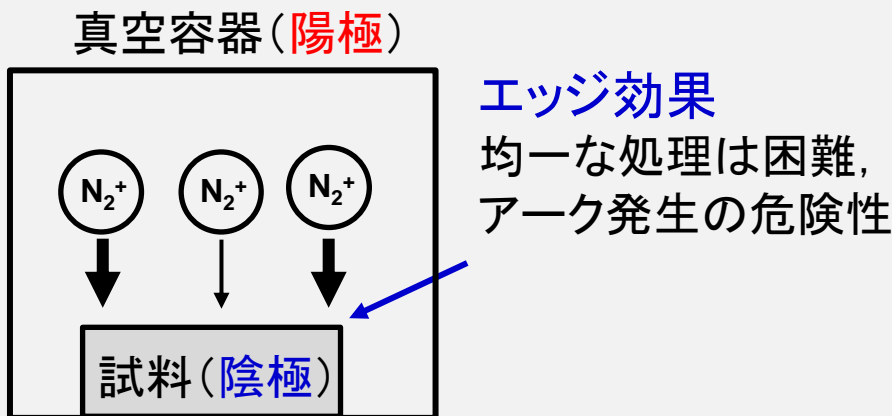 真空容器(陽極)
エッジ効果
均一な処理は困難,
アーク発生の危険性
N₂⁺ N₂⁺ N₂⁺
試料(陰極)